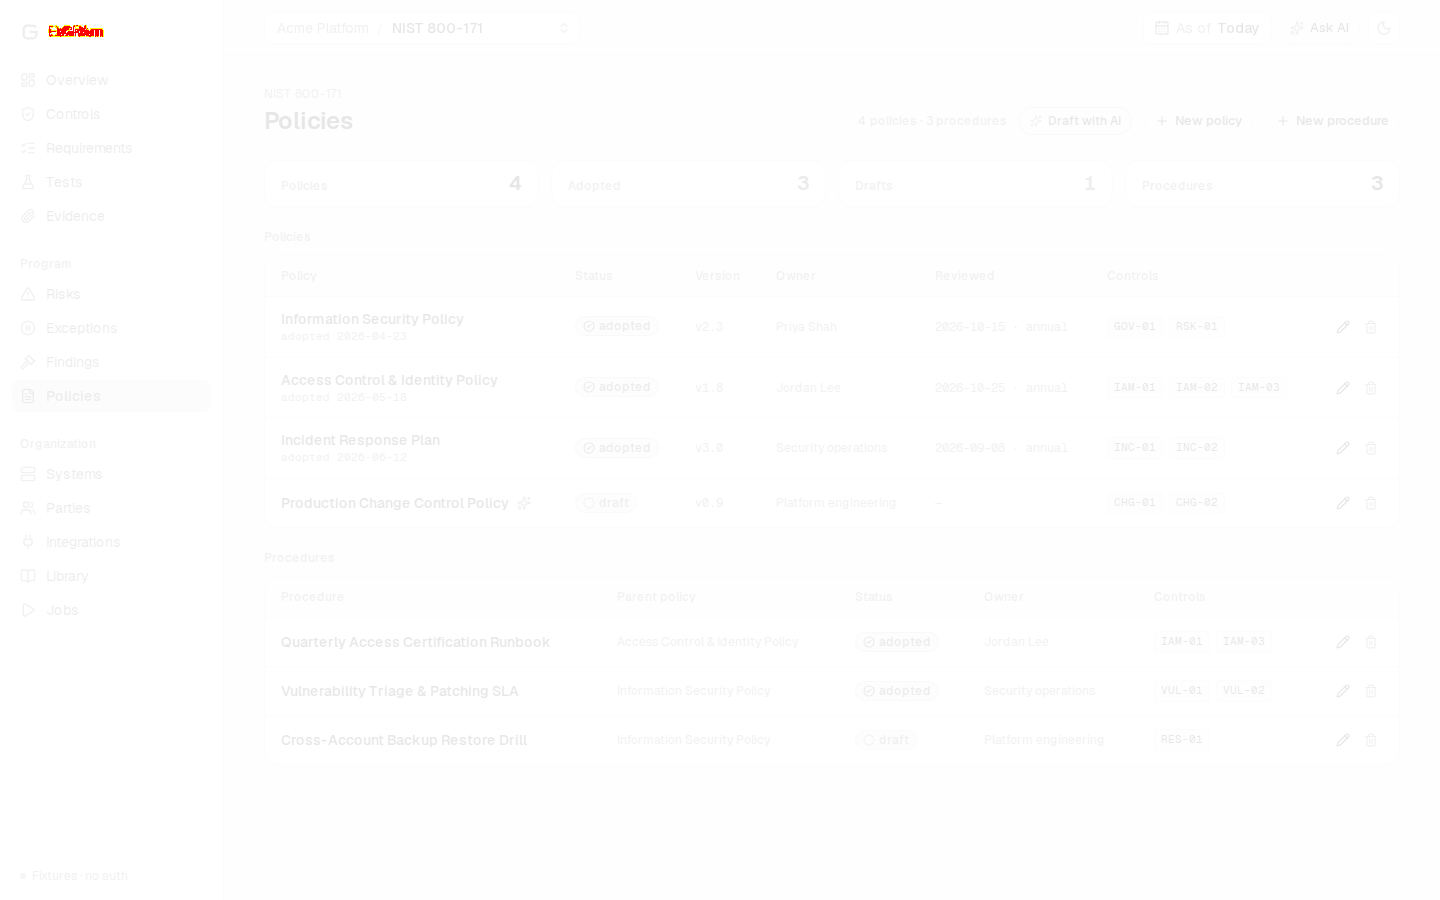 G
Acme Platform / NIST 800-171
As of Today
Ask AI
Overview
Controls
Requirements
Tests
Evidence
Program
Risks
Exceptions
Findings
Policies
Organization
Systems
Parties
Integrations
Library
Jobs
Fixtures · no auth
NIST 800-171
Policies
4 policies · 3 procedures
Draft with AI
New policy
New procedure
Policies 4
Adopted 3
Drafts 1
Procedures 3
Policies
Policy Status Version Owner Reviewed Controls
Information Security Policy adopted v2.3 Priya Shah 2026-10-15 · annual GOV-01 RSK-01
adopted 2026-04-23
Access Control & Identity Policy adopted v1.8 Jordan Lee 2026-10-25 · annual IAM-01 IAM-02 IAM-03
adopted 2026-05-18
Incident Response Plan adopted v3.0 Security operations 2026-09-08 · annual INC-01 INC-02
adopted 2026-06-12
Production Change Control Policy draft v0.9 Platform engineering – CHG-01 CHG-02
Procedures
Procedure Parent policy Status Owner Controls
Quarterly Access Certification Runbook Access Control & Identity Policy adopted Jordan Lee IAM-01 IAM-03
Vulnerability Triage & Patching SLA Information Security Policy adopted Security operations VUL-01 VUL-02
Cross-Account Backup Restore Drill Information Security Policy draft Platform engineering RES-01